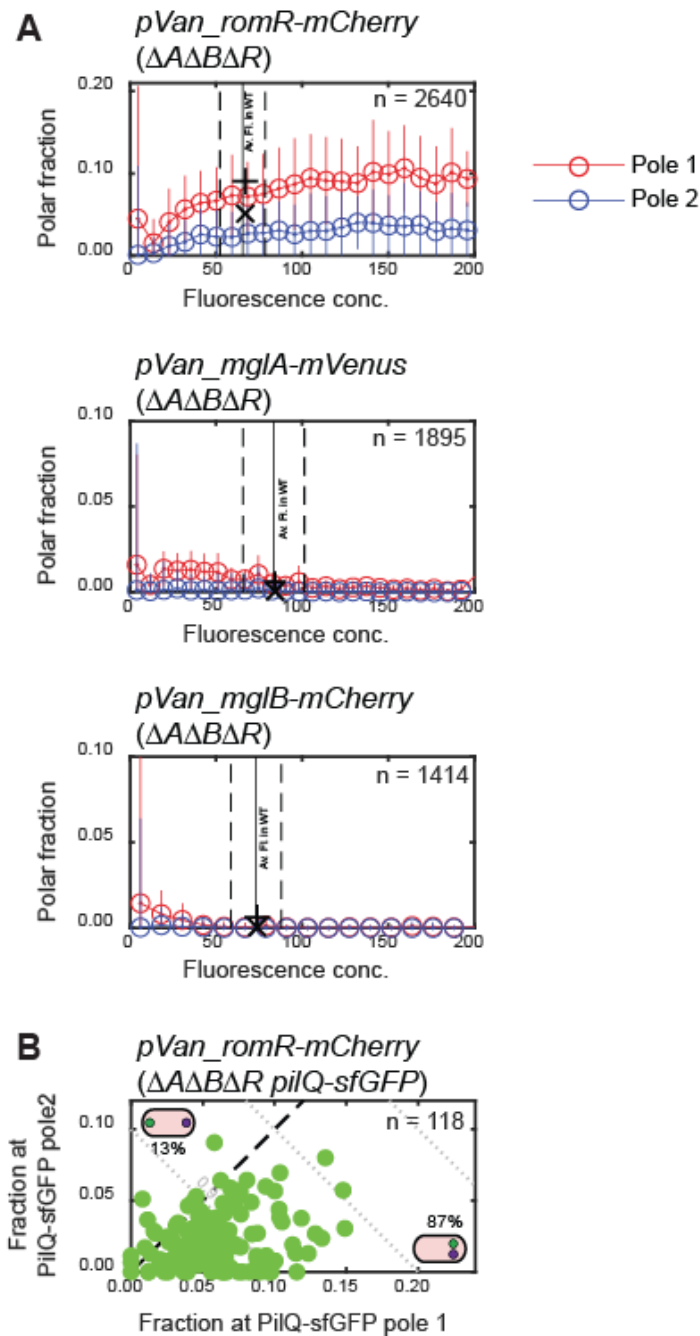 A
pVan_romR-mCherry
(ΔAΔBΔR)
n = 2640
Av. Fl. in WT
0.20
0.10
0.00
Polar fraction
0 50 100 150 200
Fluorescence conc.
Pole 1
Pole 2
pVan_mglA-mVenus
(ΔAΔBΔR)
n = 1895
Av. Fl. in WT
0.10
0.05
0.00
Polar fraction
0 50 100 150 200
Fluorescence conc.
pVan_mglB-mCherry
(ΔAΔBΔR)
n = 1414
Av. Fl. in WT
0.10
0.05
0.00
Polar fraction
0 50 100 150 200
Fluorescence conc.
B
pVan_romR-mCherry
(ΔAΔBΔR pilQ-sfGFP)
n = 118
13%
87%
0.10
0.05
0.00
Fraction at
PilQ-sfGFP pole2
0.00 0.05 0.10 0.15 0.20
Fraction at PilQ-sfGFP pole 1